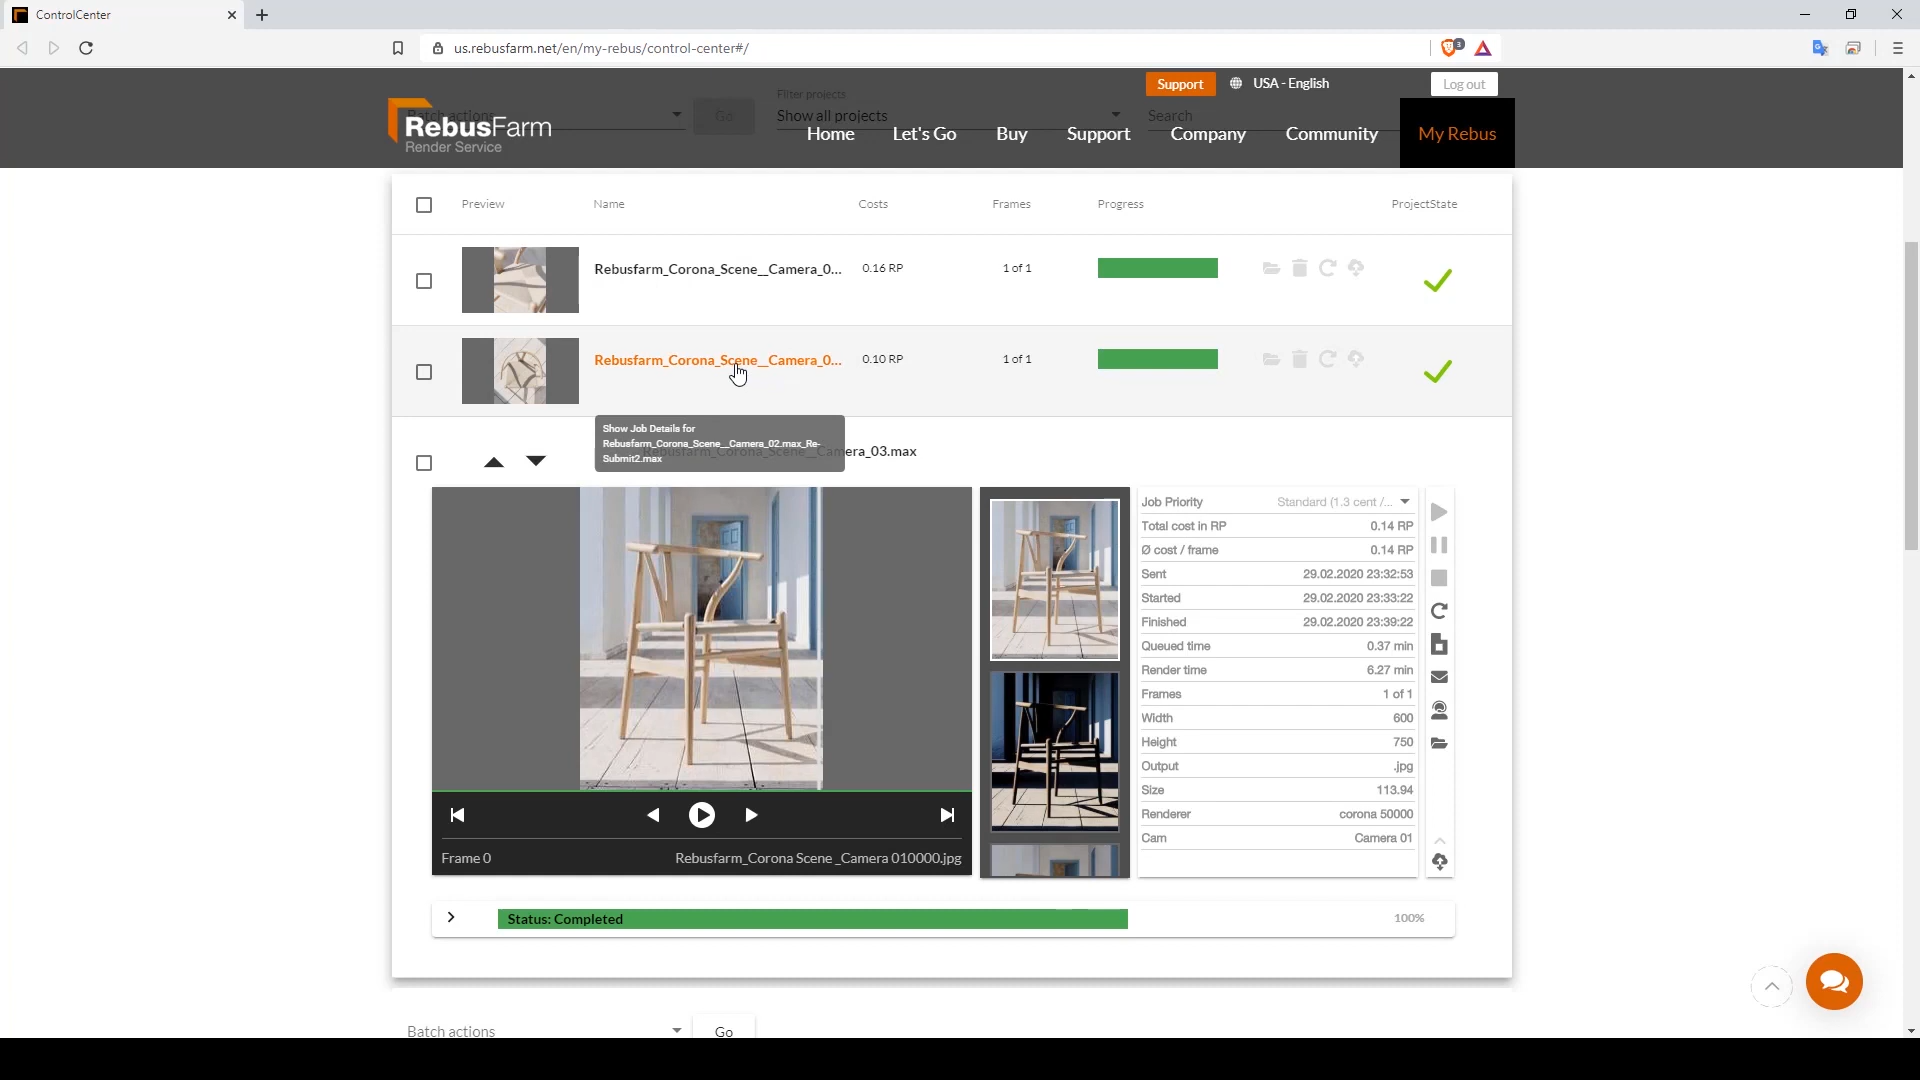 ControlCenter
us.rebusfarm.net/en/my-rebus/control-center#/
3
Support
USA - English
Log out
Batch actions
Go
Filter projects
Show all projects
Search
RebusFarm
Render Service
Home
Let's Go
Buy
Support
Company
Community
My Rebus
Preview
Name
Costs
Frames
Progress
ProjectState
Rebusfarm_Corona_Scene__Camera_0...
0.16 RP
1 of 1
Rebusfarm_Corona_Scene__Camera_0...
0.10 RP
1 of 1
Show Job Details for
Rebusfarm_Corona_Scene__Camera_02.max_Re-
Submit2.max
Rebusfarm_Corona_Scene__Camera_03.max
Job Priority
Standard (1.3 cent /...
Total cost in RP
0.14 RP
Ø cost / frame
0.14 RP
Sent
29.02.2020 23:32:53
Started
29.02.2020 23:33:22
Finished
29.02.2020 23:39:22
Queued time
0.37 min
Render time
6.27 min
Frames
1 of 1
Width
600
Height
750
Output
.jpg
Size
113.94
Renderer
corona 50000
Cam
Camera 01
Frame 0
Rebusfarm_Corona Scene _Camera 010000.jpg
Status: Completed
100%
Batch actions
Go